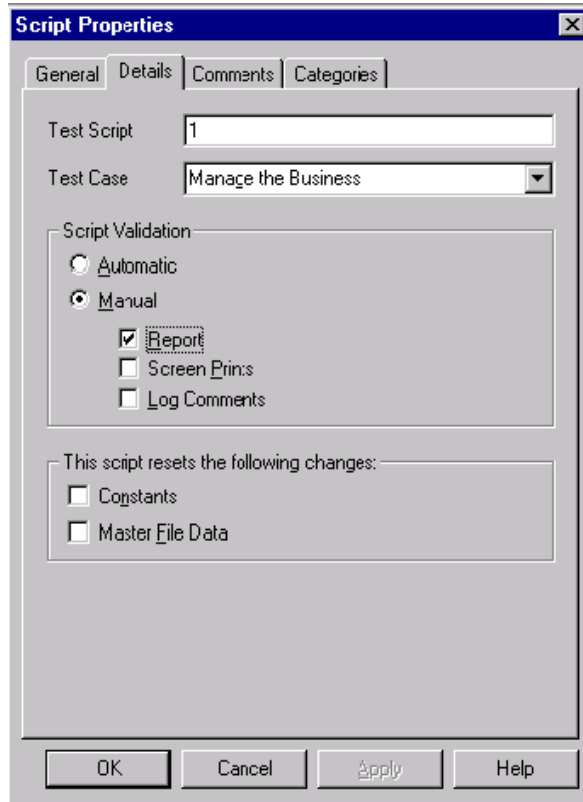 Script Properties
General Details Comments Categories
Test Script 1
Test Case Manage the Business
Script Validation
Automatic
Manual
Report
Screen Prints
Log Comments
This script resets the following changes:
Constants
Master File Data
OK Cancel Apply Help